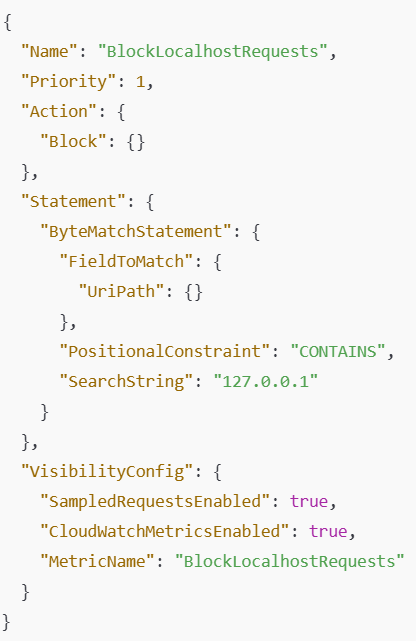 {
  "Name": "BlockLocalhostRequests",
  "Priority": 1,
  "Action": {
    "Block": {}
  },
  "Statement": {
    "ByteMatchStatement": {
      "FieldToMatch": {
        "UriPath": {}
      },
      "PositionalConstraint": "CONTAINS",
      "SearchString": "127.0.0.1"
    }
  },
  "VisibilityConfig": {
    "SampledRequestsEnabled": true,
    "CloudWatchMetricsEnabled": true,
    "MetricName": "BlockLocalhostRequests"
  }
}